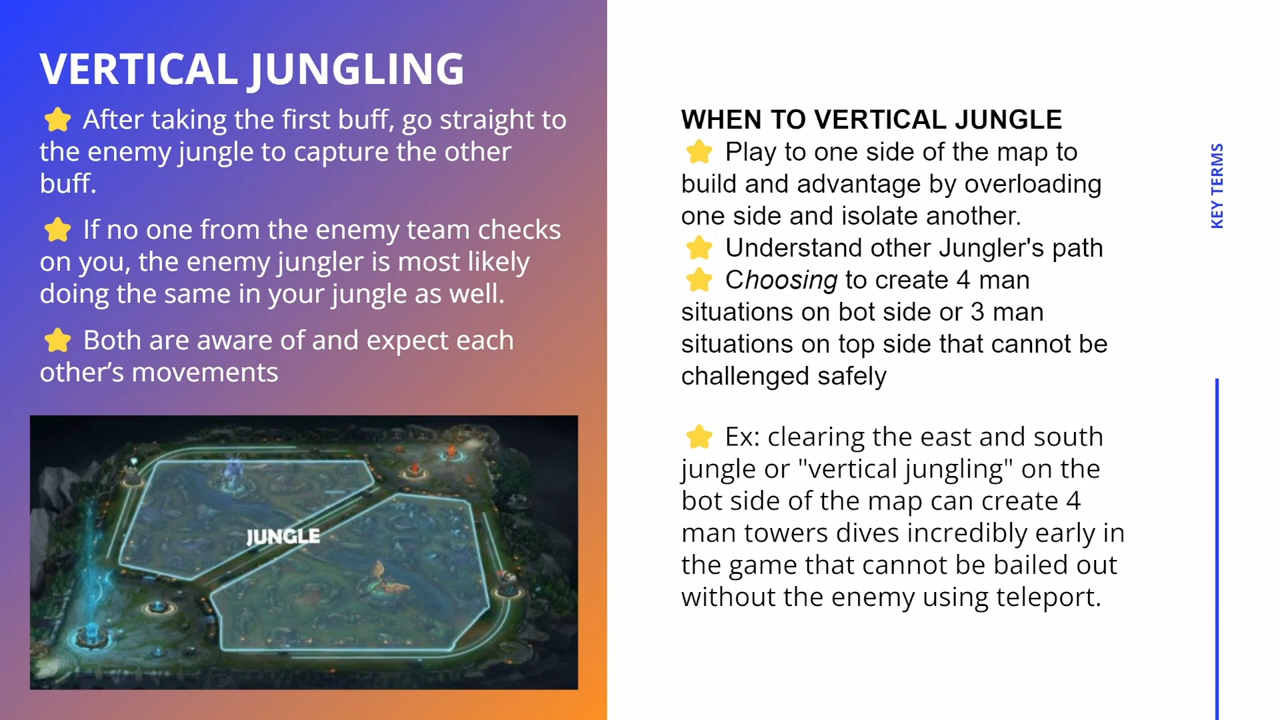 VERTICAL JUNGLING
⭐ After taking the first buff, go straight to
the enemy jungle to capture the other
buff.
⭐ If no one from the enemy team checks
on you, the enemy jungler is most likely
doing the same in your jungle as well.
⭐ Both are aware of and expect each
other’s movements
JUNGLE
WHEN TO VERTICAL JUNGLE
⭐ Play to one side of the map to
build and advantage by overloading
one side and isolate another.
⭐ Understand other Jungler's path
⭐ Choosing to create 4 man
situations on bot side or 3 man
situations on top side that cannot be
challenged safely
⭐ Ex: clearing the east and south
jungle or "vertical jungling" on the
bot side of the map can create 4
man towers dives incredibly early in
the game that cannot be bailed out
without the enemy using teleport.
KEY TERMS